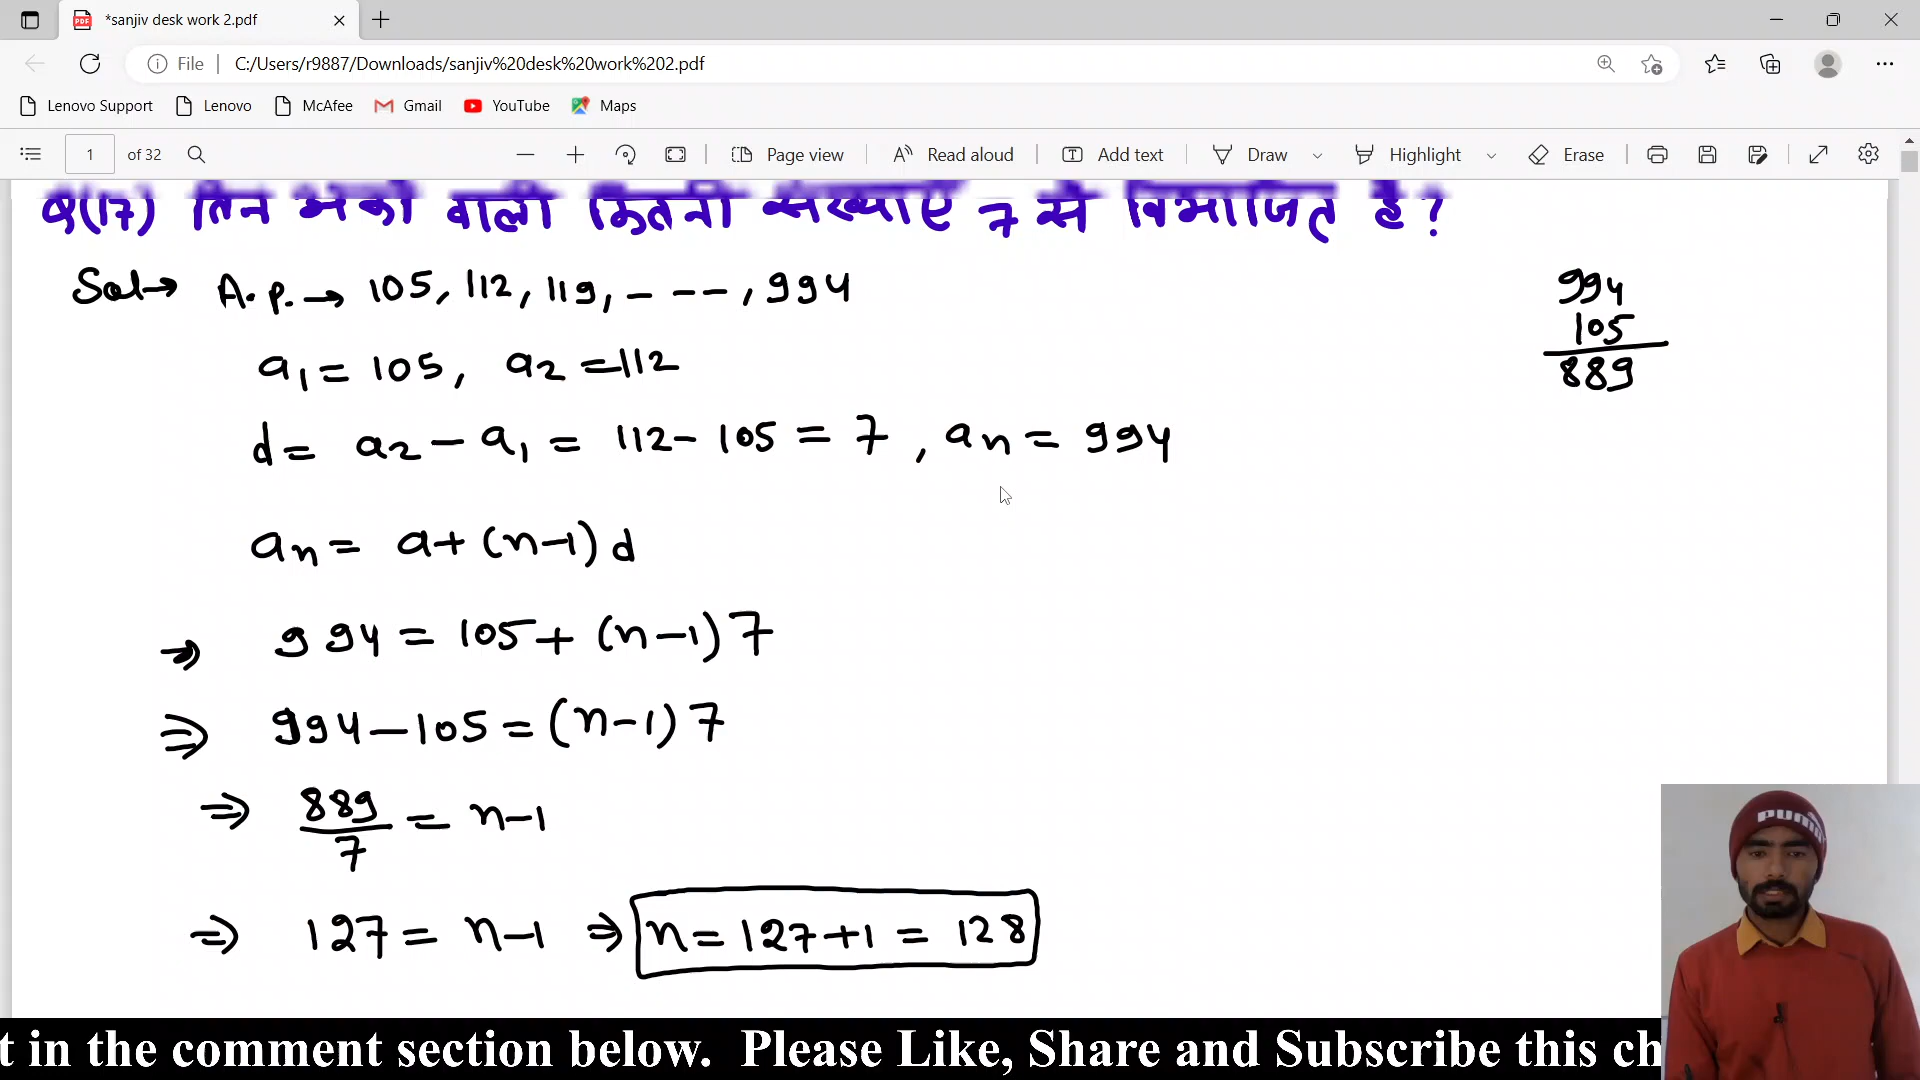 *sanjiv desk work 2.pdf
File | C:/Users/r9887/Downloads/sanjiv%20desk%20work%202.pdf
Lenovo Support Lenovo McAfee Gmail YouTube Maps
1 of 32 Page view Read aloud Add text Draw Highlight Erase
Q(17) तिन अंको वाली कितनी संख्याएँ 7 से विभाजित है?
Sol→ A.p.→ 105, 112, 119, - - - -, 994
a1 = 105, a2 = 112
d = a2 - a1 = 112 - 105 = 7, an = 994
an = a + (n-1) d
⇒ 994 = 105 + (n-1) 7
⇒ 994 - 105 = (n-1) 7
⇒ 889/7 = n-1
⇒ 127 = n-1 ⇒ n = 127+1 = 128
994
105
889
PUMA
t in the comment section below. Please Like, Share and Subscribe this ch